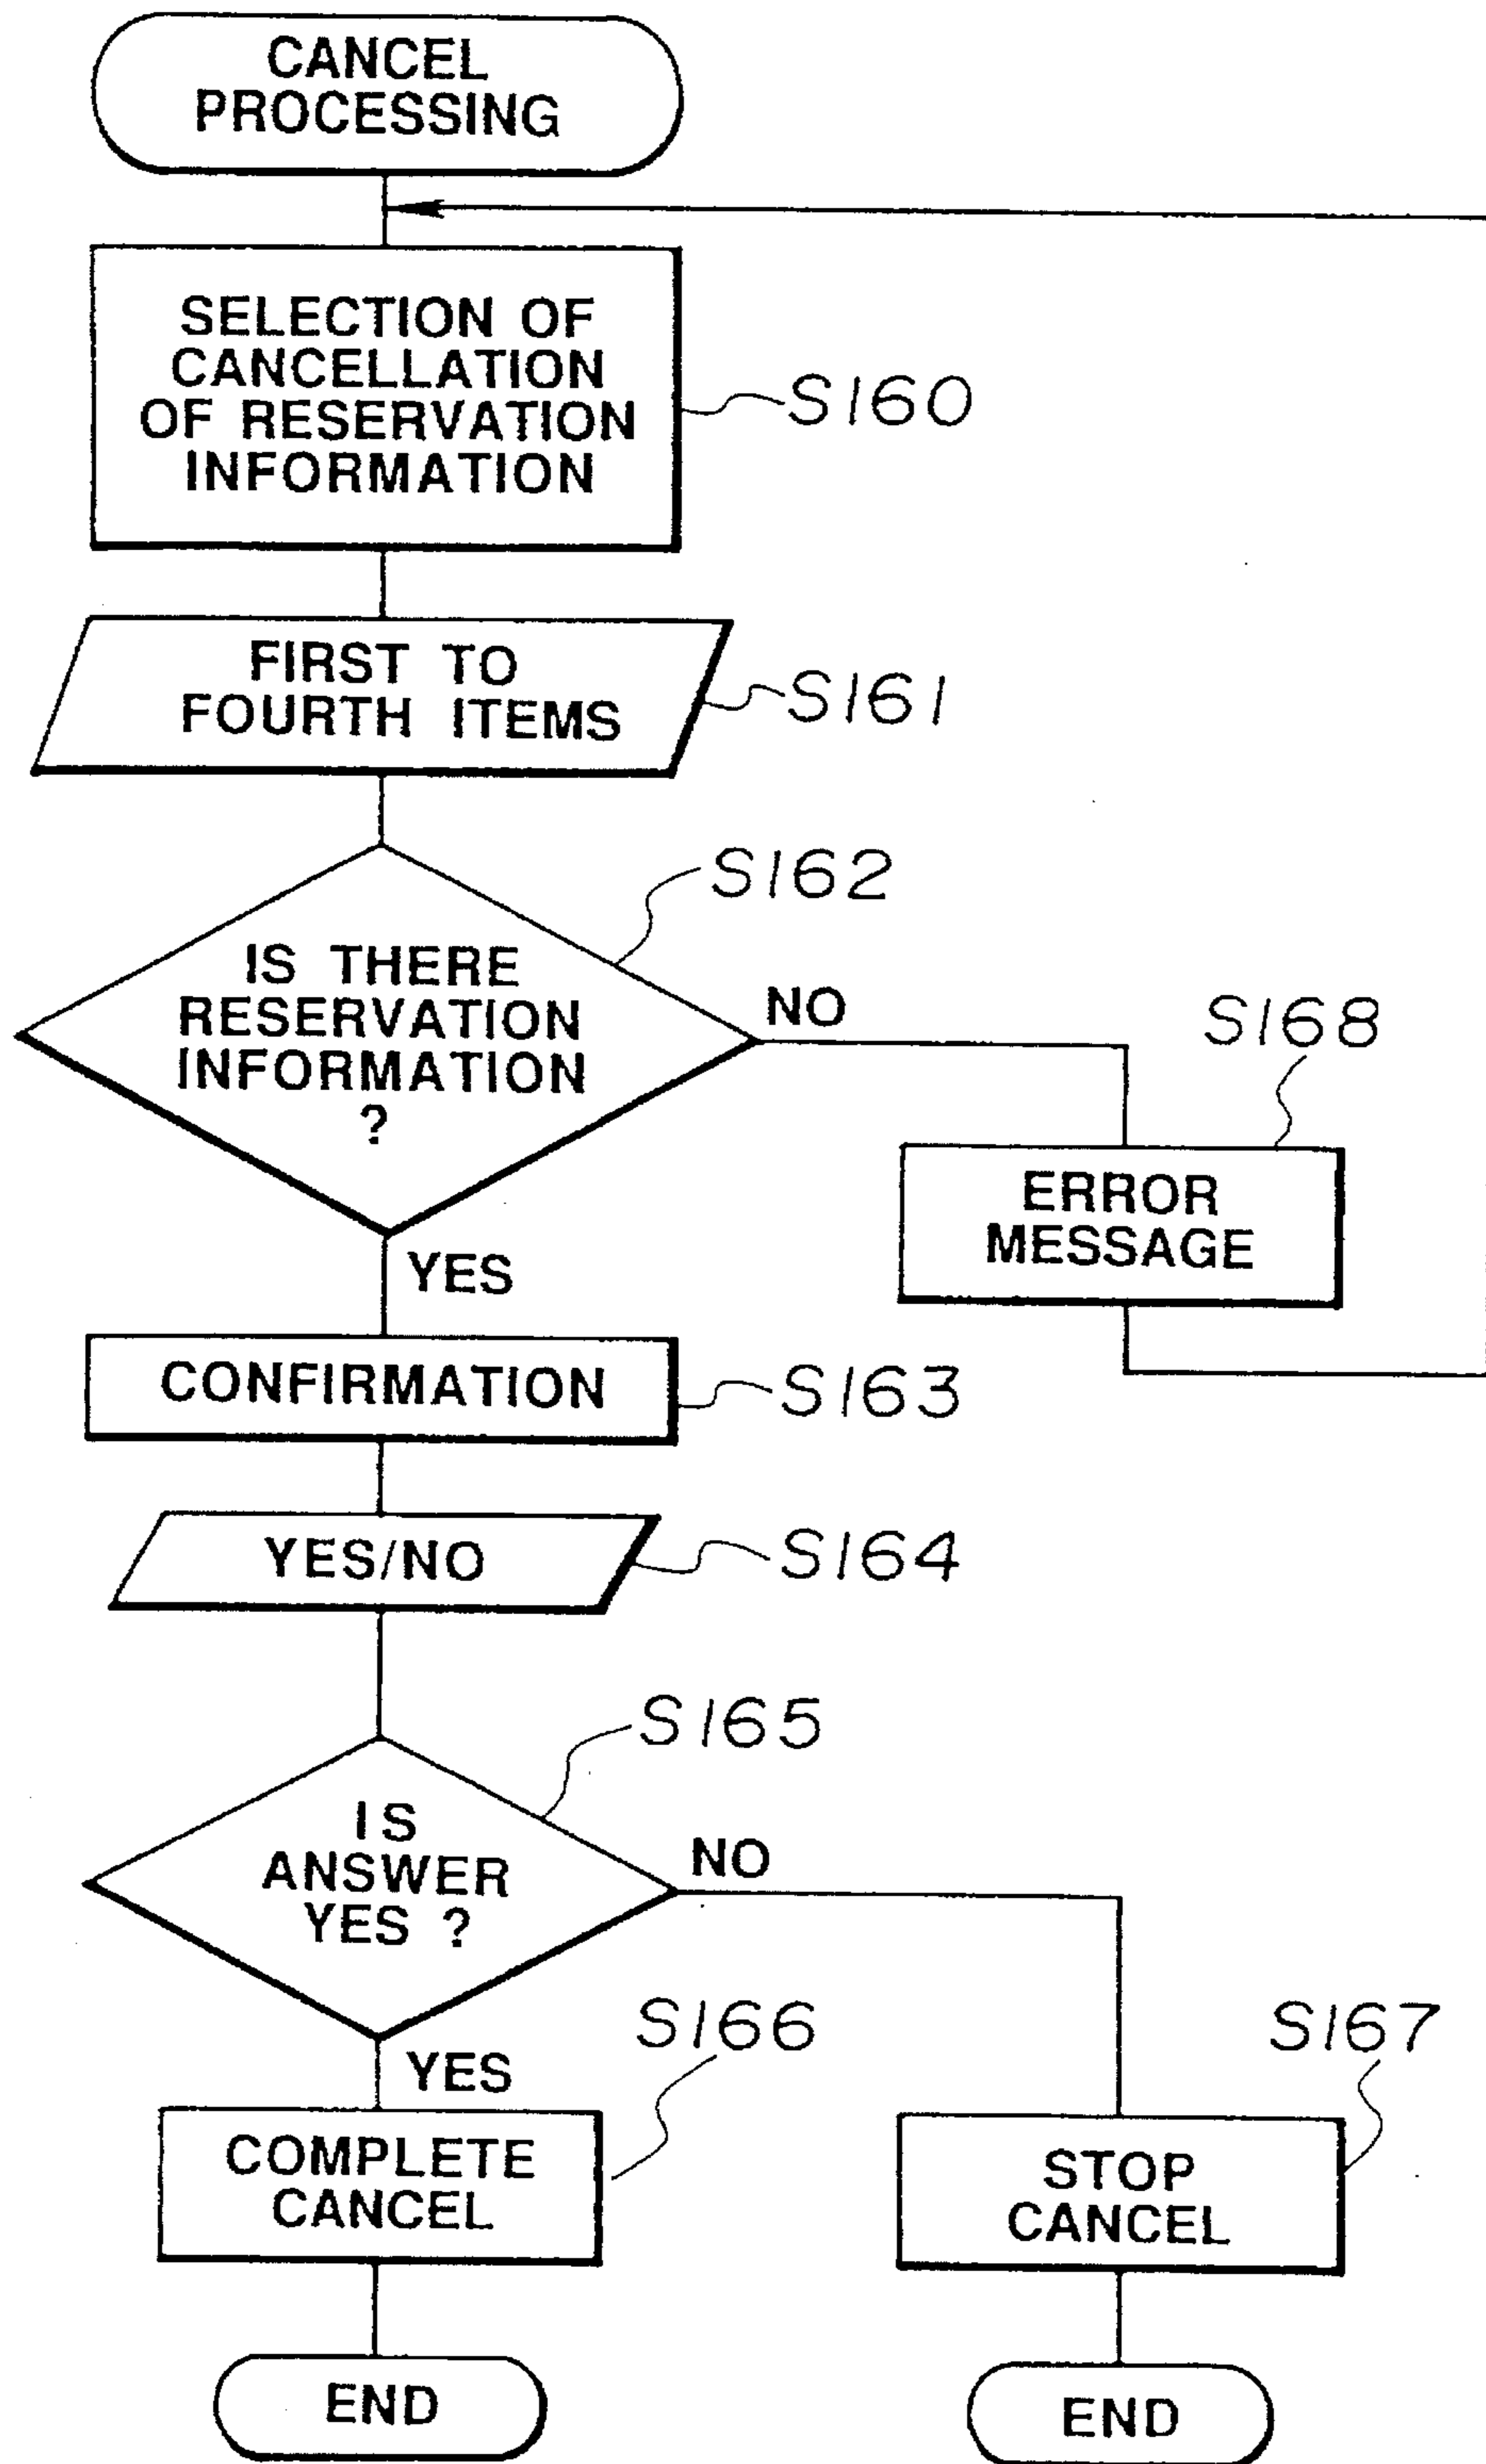 CANCEL
PROCESSING
SELECTION OF
CANCELLATION
OF RESERVATION
INFORMATION
S160
FIRST TO
FOURTH ITEMS
S161
S162
IS THERE
RESERVATION
INFORMATION
?
NO
S168
ERROR
MESSAGE
YES
CONFIRMATION
S163
YES/NO
S164
S165
IS
ANSWER
YES ?
NO
S166
S167
YES
COMPLETE
CANCEL
STOP
CANCEL
END
END